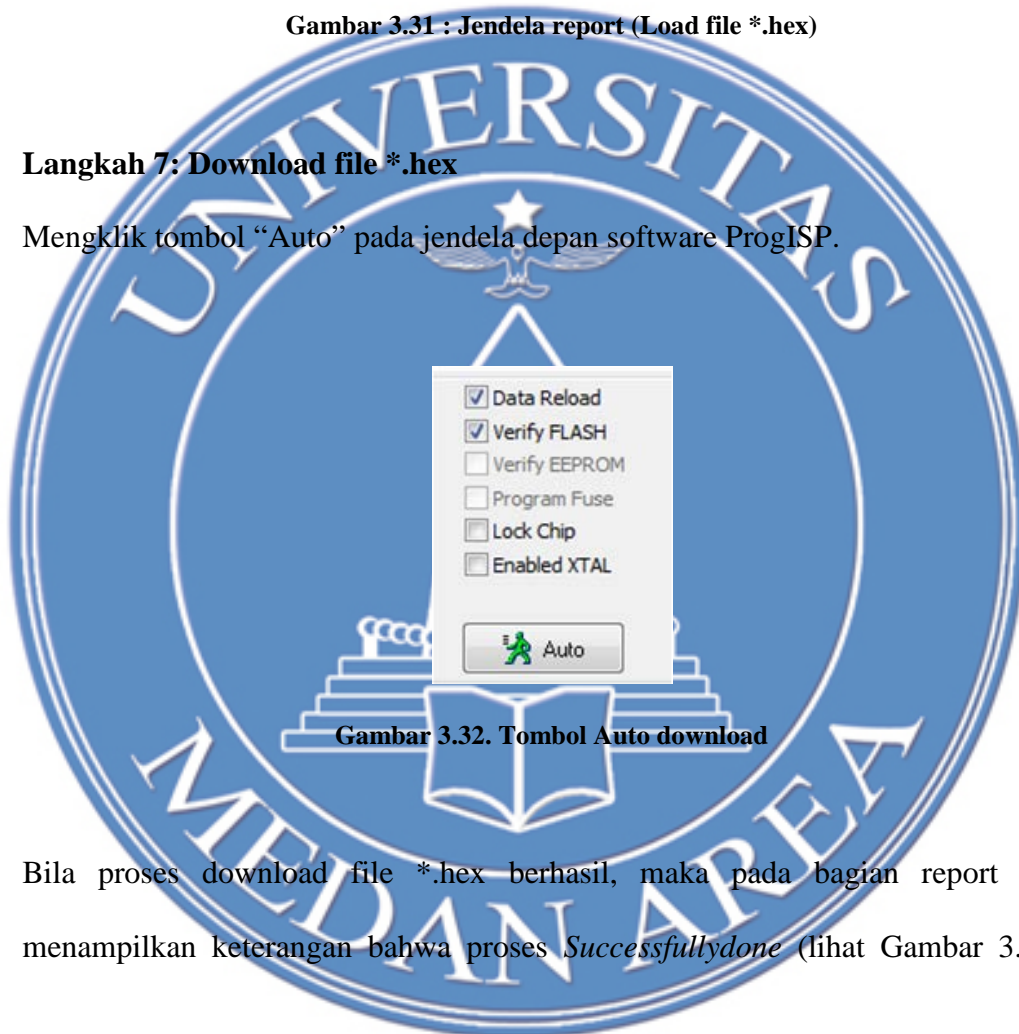 Gambar 3.31 : Jendela report (Load file *.hex)
UNIVERSITAS
Langkah 7: Download file *.hex
Mengklik tombol “Auto” pada jendela depan software ProgISP.
Data Reload
Verify FLASH
Verify EEPROM
Program Fuse
Lock Chip
Enabled XTAL
Auto
Gambar 3.32. Tombol Auto download
MEDAN AREA
Bila proses download file *.hex berhasil, maka pada bagian report
menampilkan keterangan bahwa proses Successfullydone (lihat Gambar 3.